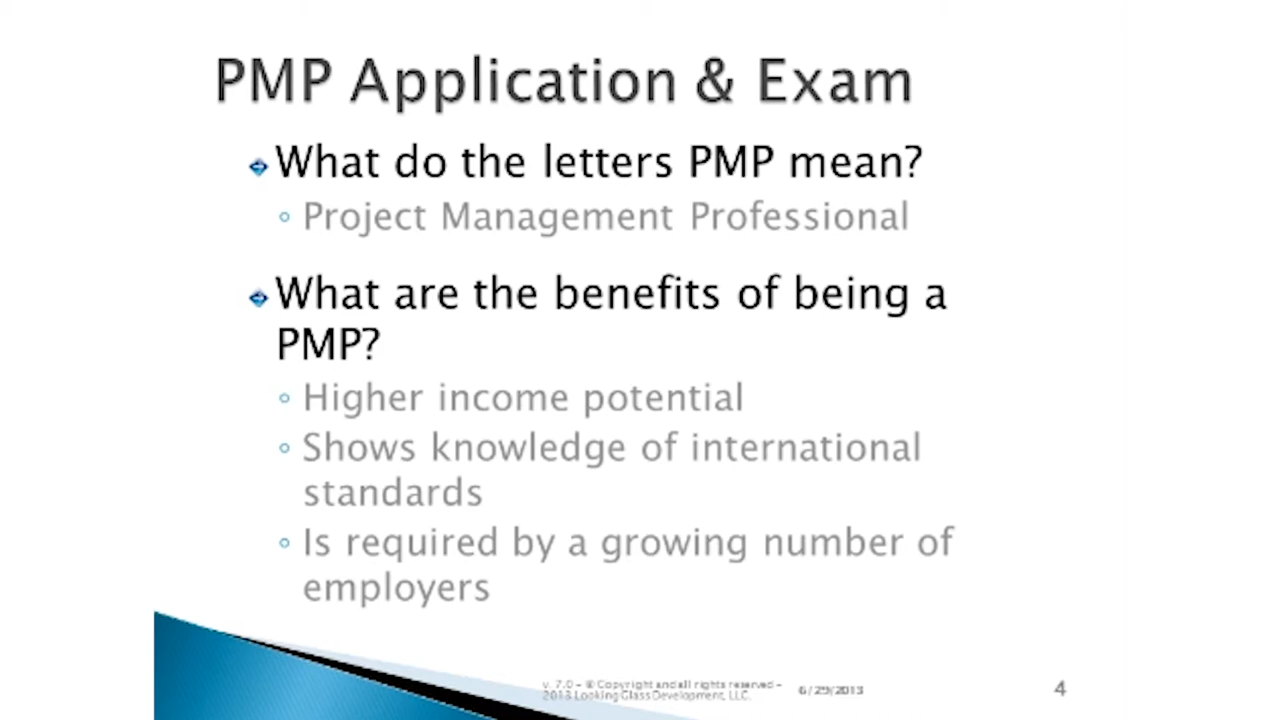 PMP Application & Exam
What do the letters PMP mean?
Project Management Professional
What are the benefits of being a
PMP?
Higher income potential
Shows knowledge of international
standards
Is required by a growing number of
employers
v. 7.0 - © Copyright and all rights reserved -
2013 Looking Glass Development, LLC.
6/29/2013
4